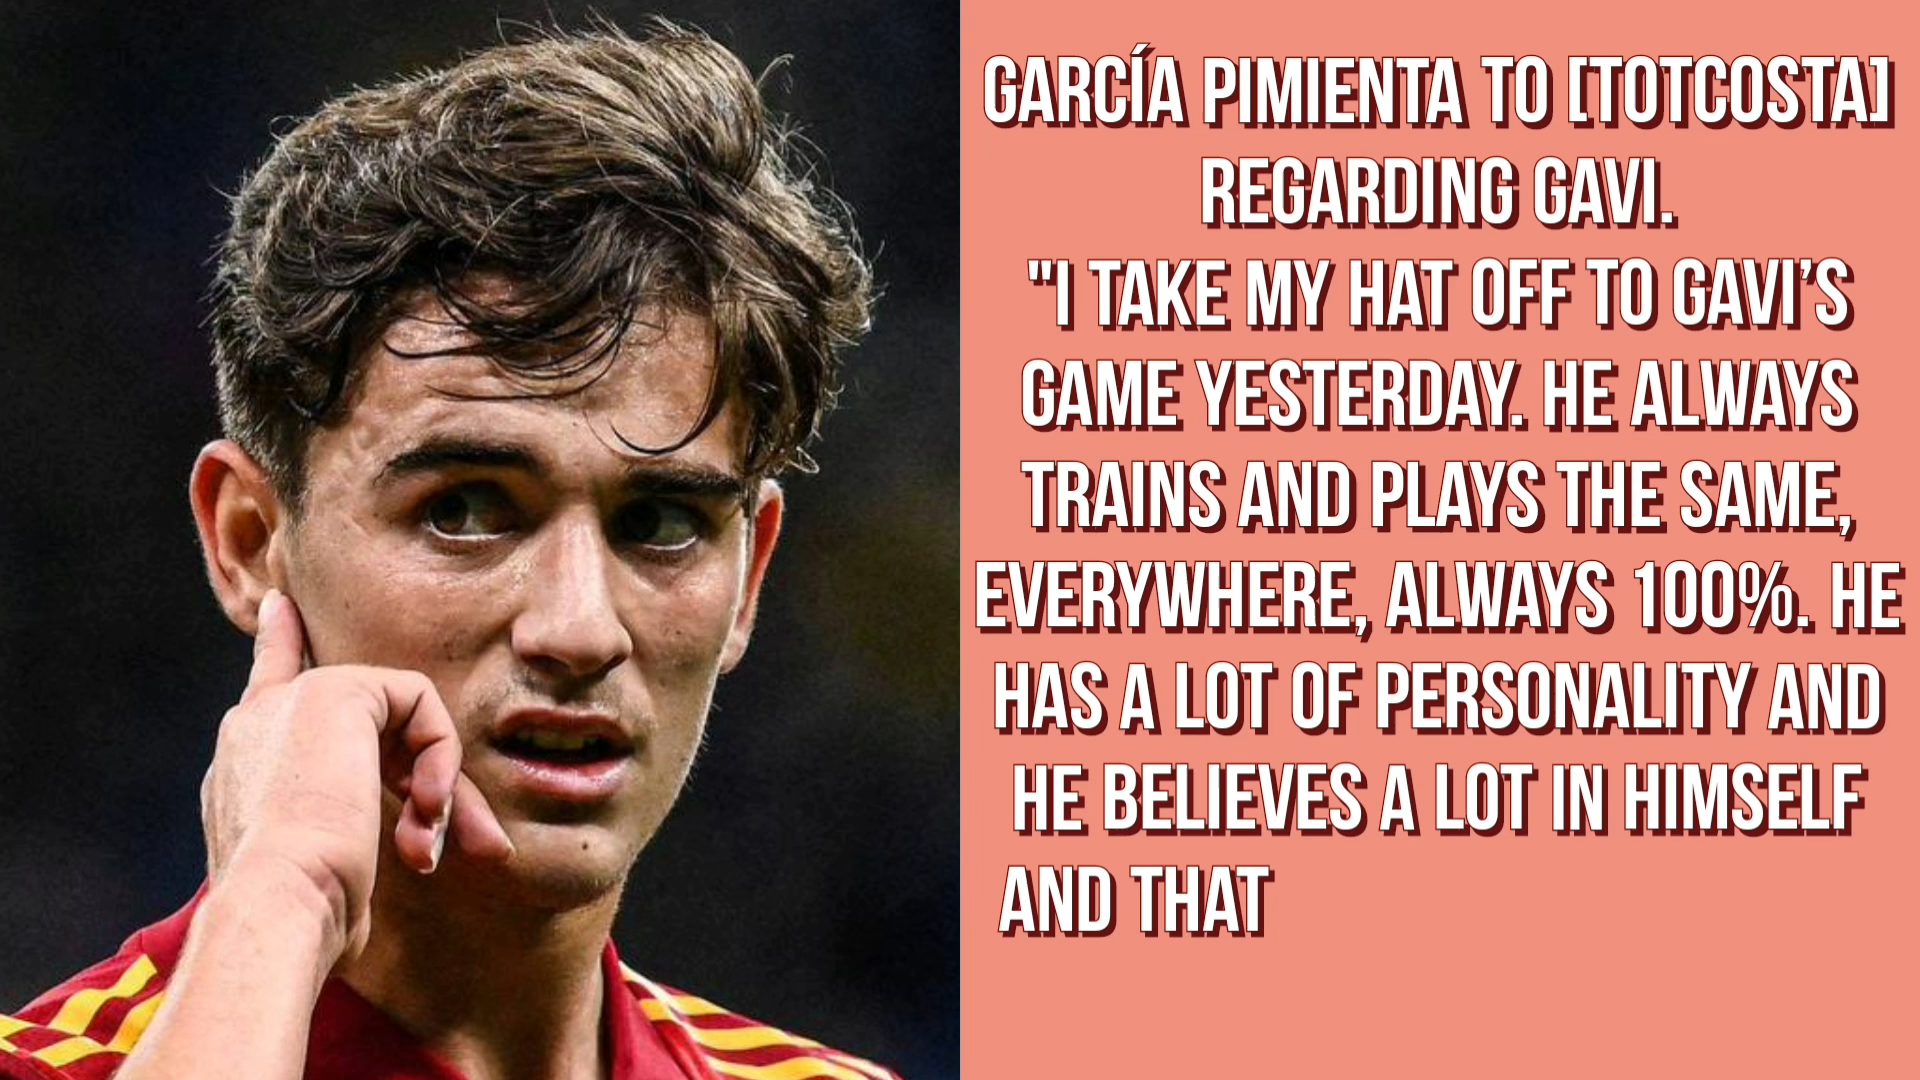 GARCÍA PIMIENTA TO [TOTCOSTA]
REGARDING GAVI.
"I TAKE MY HAT OFF TO GAVI’S
GAME YESTERDAY. HE ALWAYS
TRAINS AND PLAYS THE SAME,
EVERYWHERE, ALWAYS 100%. HE
HAS A LOT OF PERSONALITY AND
HE BELIEVES A LOT IN HIMSELF
AND THAT